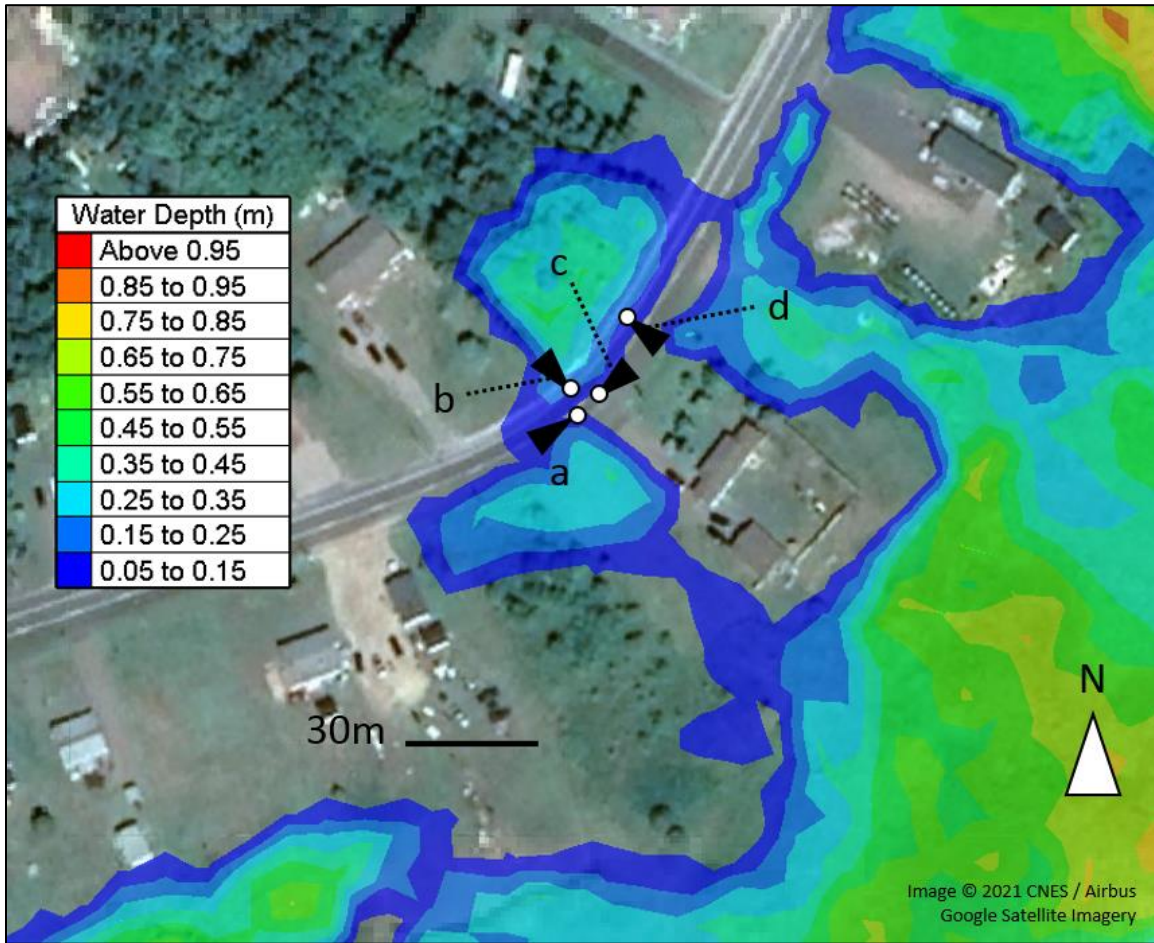 Water Depth (m)
Above 0.95
0.85 to 0.95
0.75 to 0.85
0.65 to 0.75
0.55 to 0.65
0.45 to 0.55
0.35 to 0.45
0.25 to 0.35
0.15 to 0.25
0.05 to 0.15
c
d
b
a
30m
N
Image © 2021 CNES / Airbus
Google Satellite Imagery